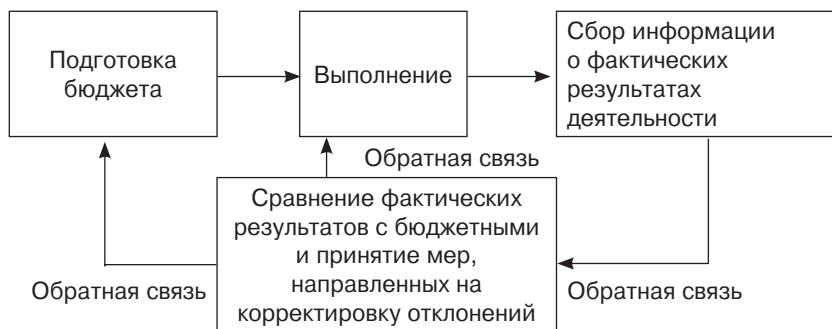 Подготовка
бюджета
Выполнение
Сбор информации
о фактических
результатах
деятельности
Обратная связь
Сравнение фактических
результатов с бюджетными
и принятие мер,
направленных на
корректировку отклонений
Обратная связь
Обратная связь